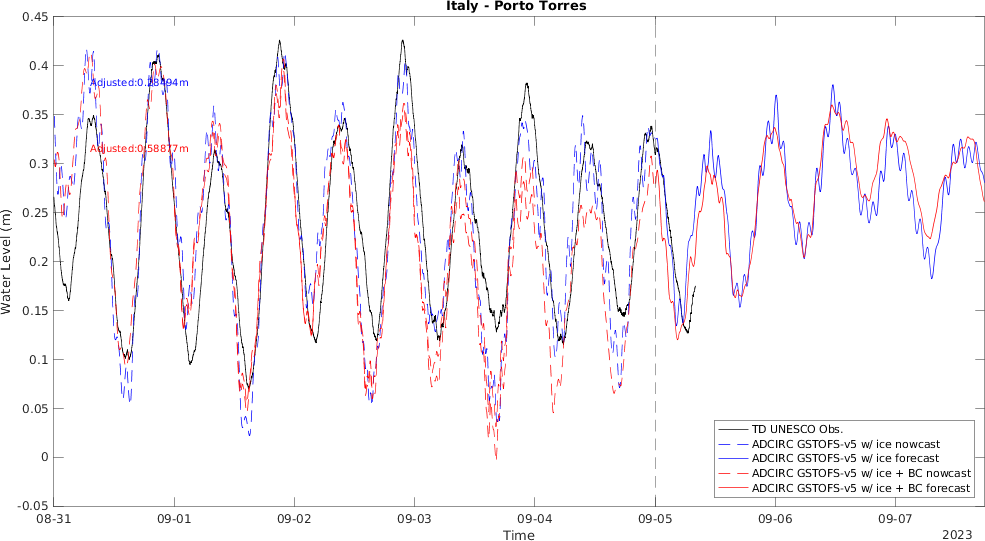 Italy - Porto Torres
0.45
0.4
0.35
0.3
0.25
0.2
0.15
0.1
0.05
0
-0.05
Water Level (m)
Adjusted:0.28494m
Adjusted:0.58877m
TD UNESCO Obs.
ADCIRC GSTOFS-v5 w/ ice nowcast
ADCIRC GSTOFS-v5 w/ ice forecast
ADCIRC GSTOFS-v5 w/ ice + BC nowcast
ADCIRC GSTOFS-v5 w/ ice + BC forecast
08-31 09-01 09-02 09-03 09-04 09-05 09-06 09-07
Time
2023